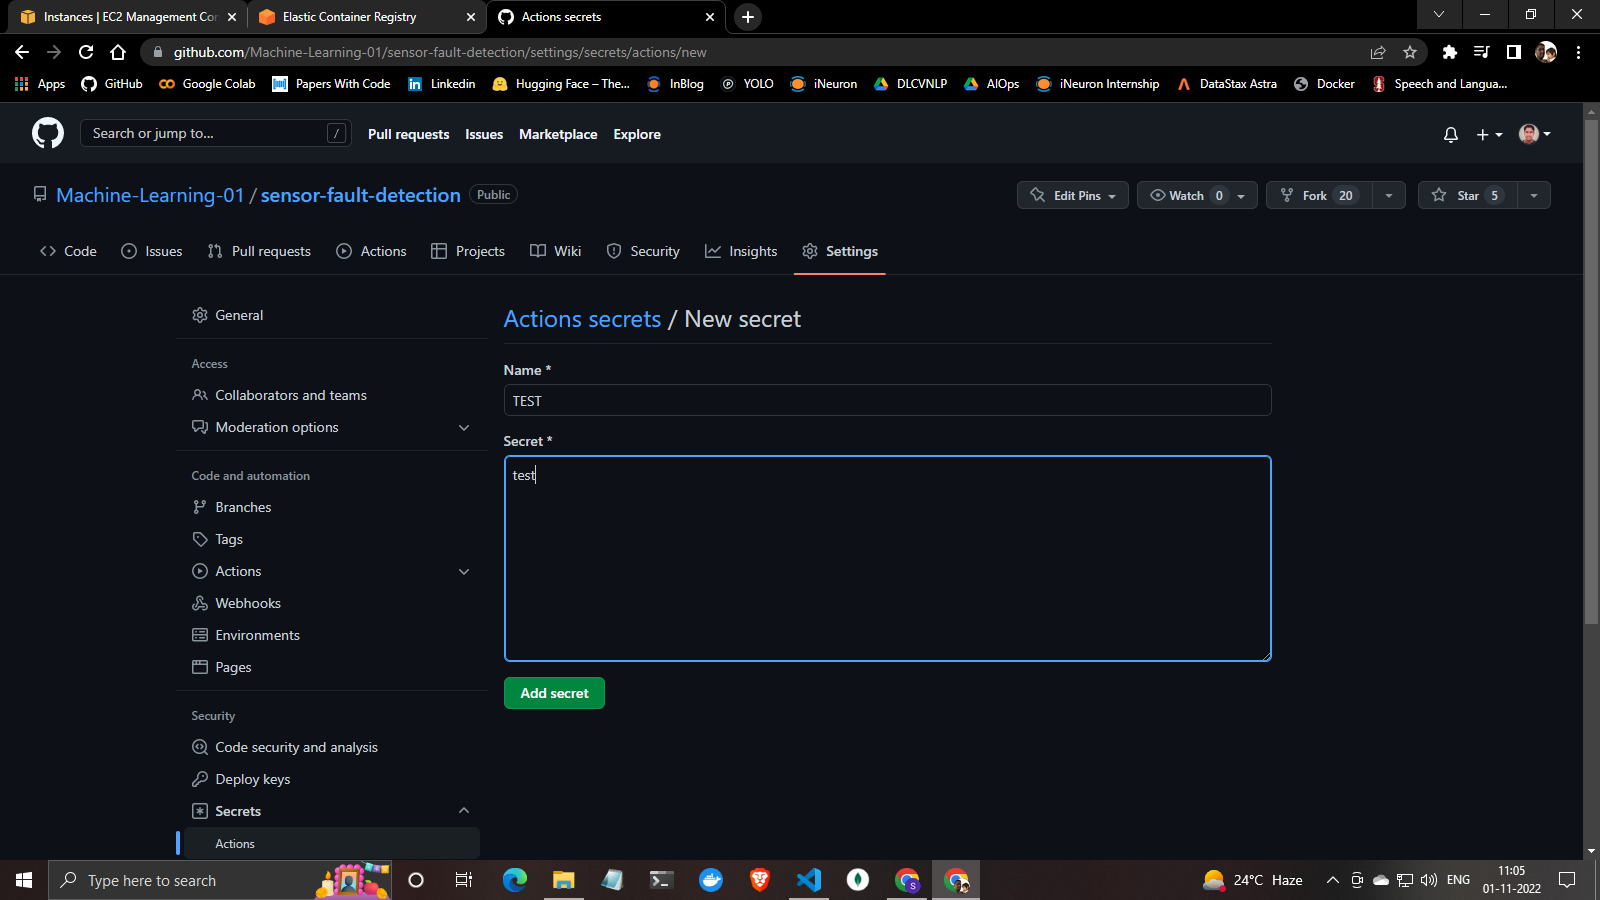 Instances | EC2 Management Con
Elastic Container Registry
Actions secrets
github.com/Machine-Learning-01/sensor-fault-detection/settings/secrets/actions/new
Apps
GitHub
Google Colab
Papers With Code
Linkedin
Hugging Face – The...
InBlog
YOLO
iNeuron
DLCVNLP
AIOps
iNeuron Internship
DataStax Astra
Docker
Speech and Langua...
Search or jump to...
/
Pull requests
Issues
Marketplace
Explore
Machine-Learning-01 / sensor-fault-detection
Public
Edit Pins
Watch 0
Fork 20
Star 5
Code
Issues
Pull requests
Actions
Projects
Wiki
Security
Insights
Settings
General
Access
Collaborators and teams
Moderation options
Code and automation
Branches
Tags
Actions
Webhooks
Environments
Pages
Security
Code security and analysis
Deploy keys
Secrets
Actions
Actions secrets / New secret
Name *
TEST
Secret *
test
Add secret
Type here to search
S
24°C Haze
ENG
11:05
01-11-2022